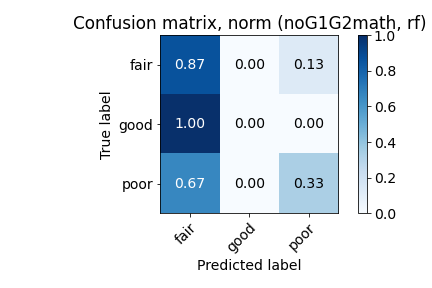 Confusion matrix, norm (noG1G2math, rf)
True label
fair 0.87 0.00 0.13
good 1.00 0.00 0.00
poor 0.67 0.00 0.33
fair good poor
Predicted label
1.0
0.8
0.6
0.4
0.2
0.0